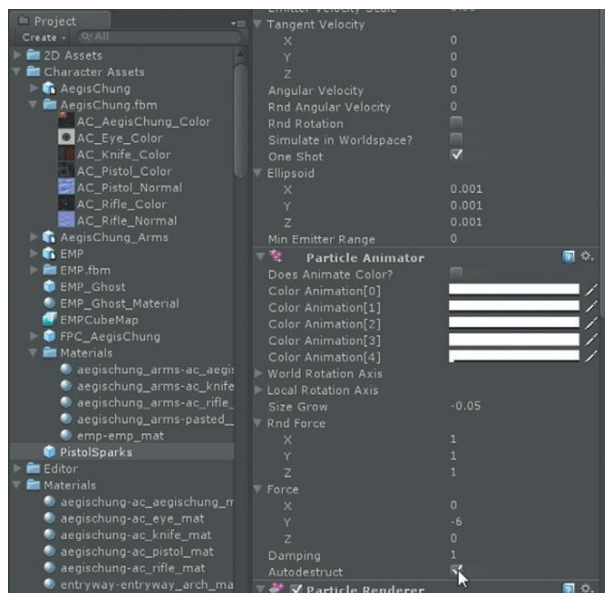 Project
Create
Q▾All
2D Assets
Character Assets
AegisChung
AegisChung.fbm
AC_AegisChung_Color
AC_Eye_Color
AC_Knife_Color
AC_Pistol_Color
AC_Pistol_Normal
AC_Rifle_Color
AC_Rifle_Normal
AegisChung_Arms
EMP
EMP.fbm
EMP_Ghost
EMP_Ghost_Material
EMPCubeMap
FPC_AegisChung
Materials
aegischung_arms-ac_aegis
aegischung_arms-ac_knife
aegischung_arms-ac_rifle_
aegischung_arms-pasted_
emp-emp_mat
PistolSparks
Editor
Materials
aegischung-ac_aegischung_m
aegischung-ac_eye_mat
aegischung-ac_knife_mat
aegischung-ac_pistol_mat
aegischung-ac_rifle_mat
entryway-entryway_arch_ma
Emitter Velocity Scale
Tangent Velocity
X 0
Y 0
Z 0
Angular Velocity 0
Rnd Angular Velocity 0
Rnd Rotation
Simulate in Worldspace?
One Shot
Ellipsoid
X 0.001
Y 0.001
Z 0.001
Min Emitter Range 0
Particle Animator
Does Animate Color?
Color Animation[0]
Color Animation[1]
Color Animation[2]
Color Animation[3]
Color Animation[4]
World Rotation Axis
Local Rotation Axis
Size Grow -0.05
Rnd Force
X 1
Y 1
Z 1
Force
X 0
Y -6
Z 0
Damping 1
Autodestruct
Particle Renderer